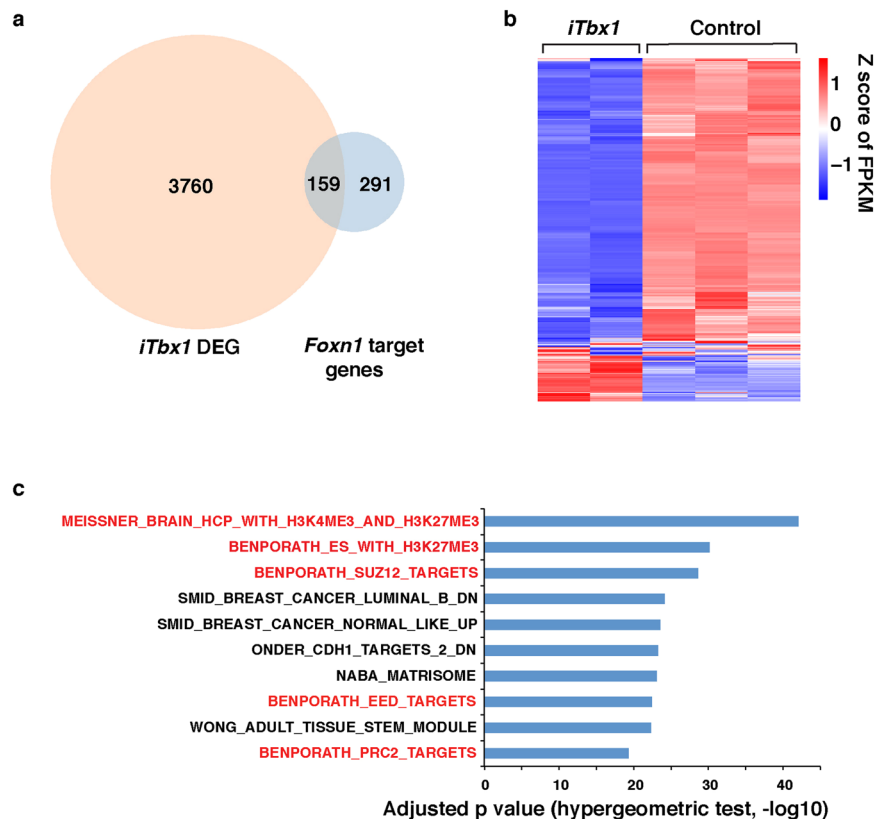 a
3760
159
291
iTbx1 DEG
Foxn1 target
genes
b
iTbx1
Control
1
0
−1
Z score of FPKM
c
MEISSNER_BRAIN_HCP_WITH_H3K4ME3_AND_H3K27ME3
BENPORATH_ES_WITH_H3K27ME3
BENPORATH_SUZ12_TARGETS
SMID_BREAST_CANCER_LUMINAL_B_DN
SMID_BREAST_CANCER_NORMAL_LIKE_UP
ONDER_CDH1_TARGETS_2_DN
NABA_MATRISOME
BENPORATH_EED_TARGETS
WONG_ADULT_TISSUE_STEM_MODULE
BENPORATH_PRC2_TARGETS
0 10 20 30 40
Adjusted p value (hypergeometric test, -log10)